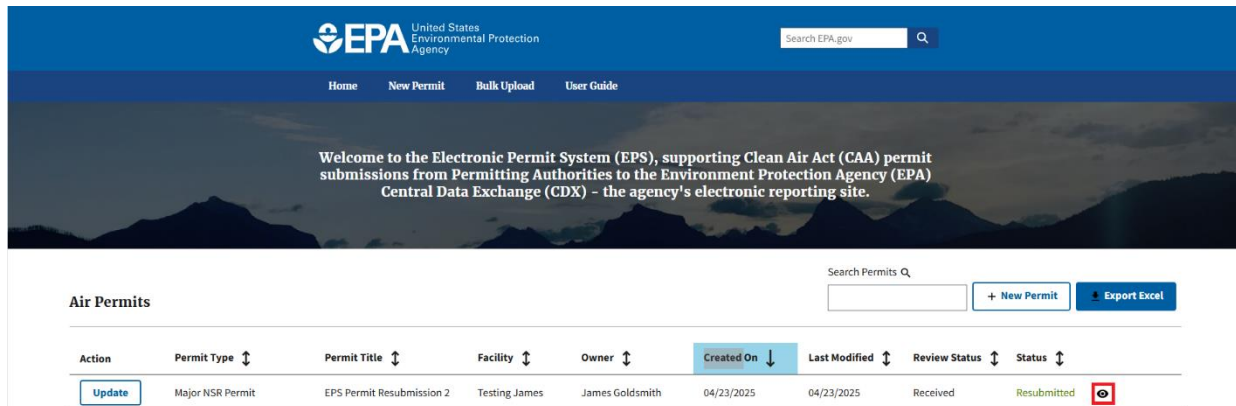 EPA
United States
Environmental Protection
Agency
Search EPA.gov
Home New Permit Bulk Upload User Guide
Welcome to the Electronic Permit System (EPS), supporting Clean Air Act (CAA) permit
submissions from Permitting Authorities to the Environment Protection Agency (EPA)
Central Data Exchange (CDX) - the agency's electronic reporting site.
Search Permits
Air Permits
+ New Permit Export Excel
Action Permit Type Permit Title Facility Owner Created On Last Modified Review Status Status
Update Major NSR Permit EPS Permit Resubmission 2 Testing James James Goldsmith 04/23/2025 04/23/2025 Received Resubmitted